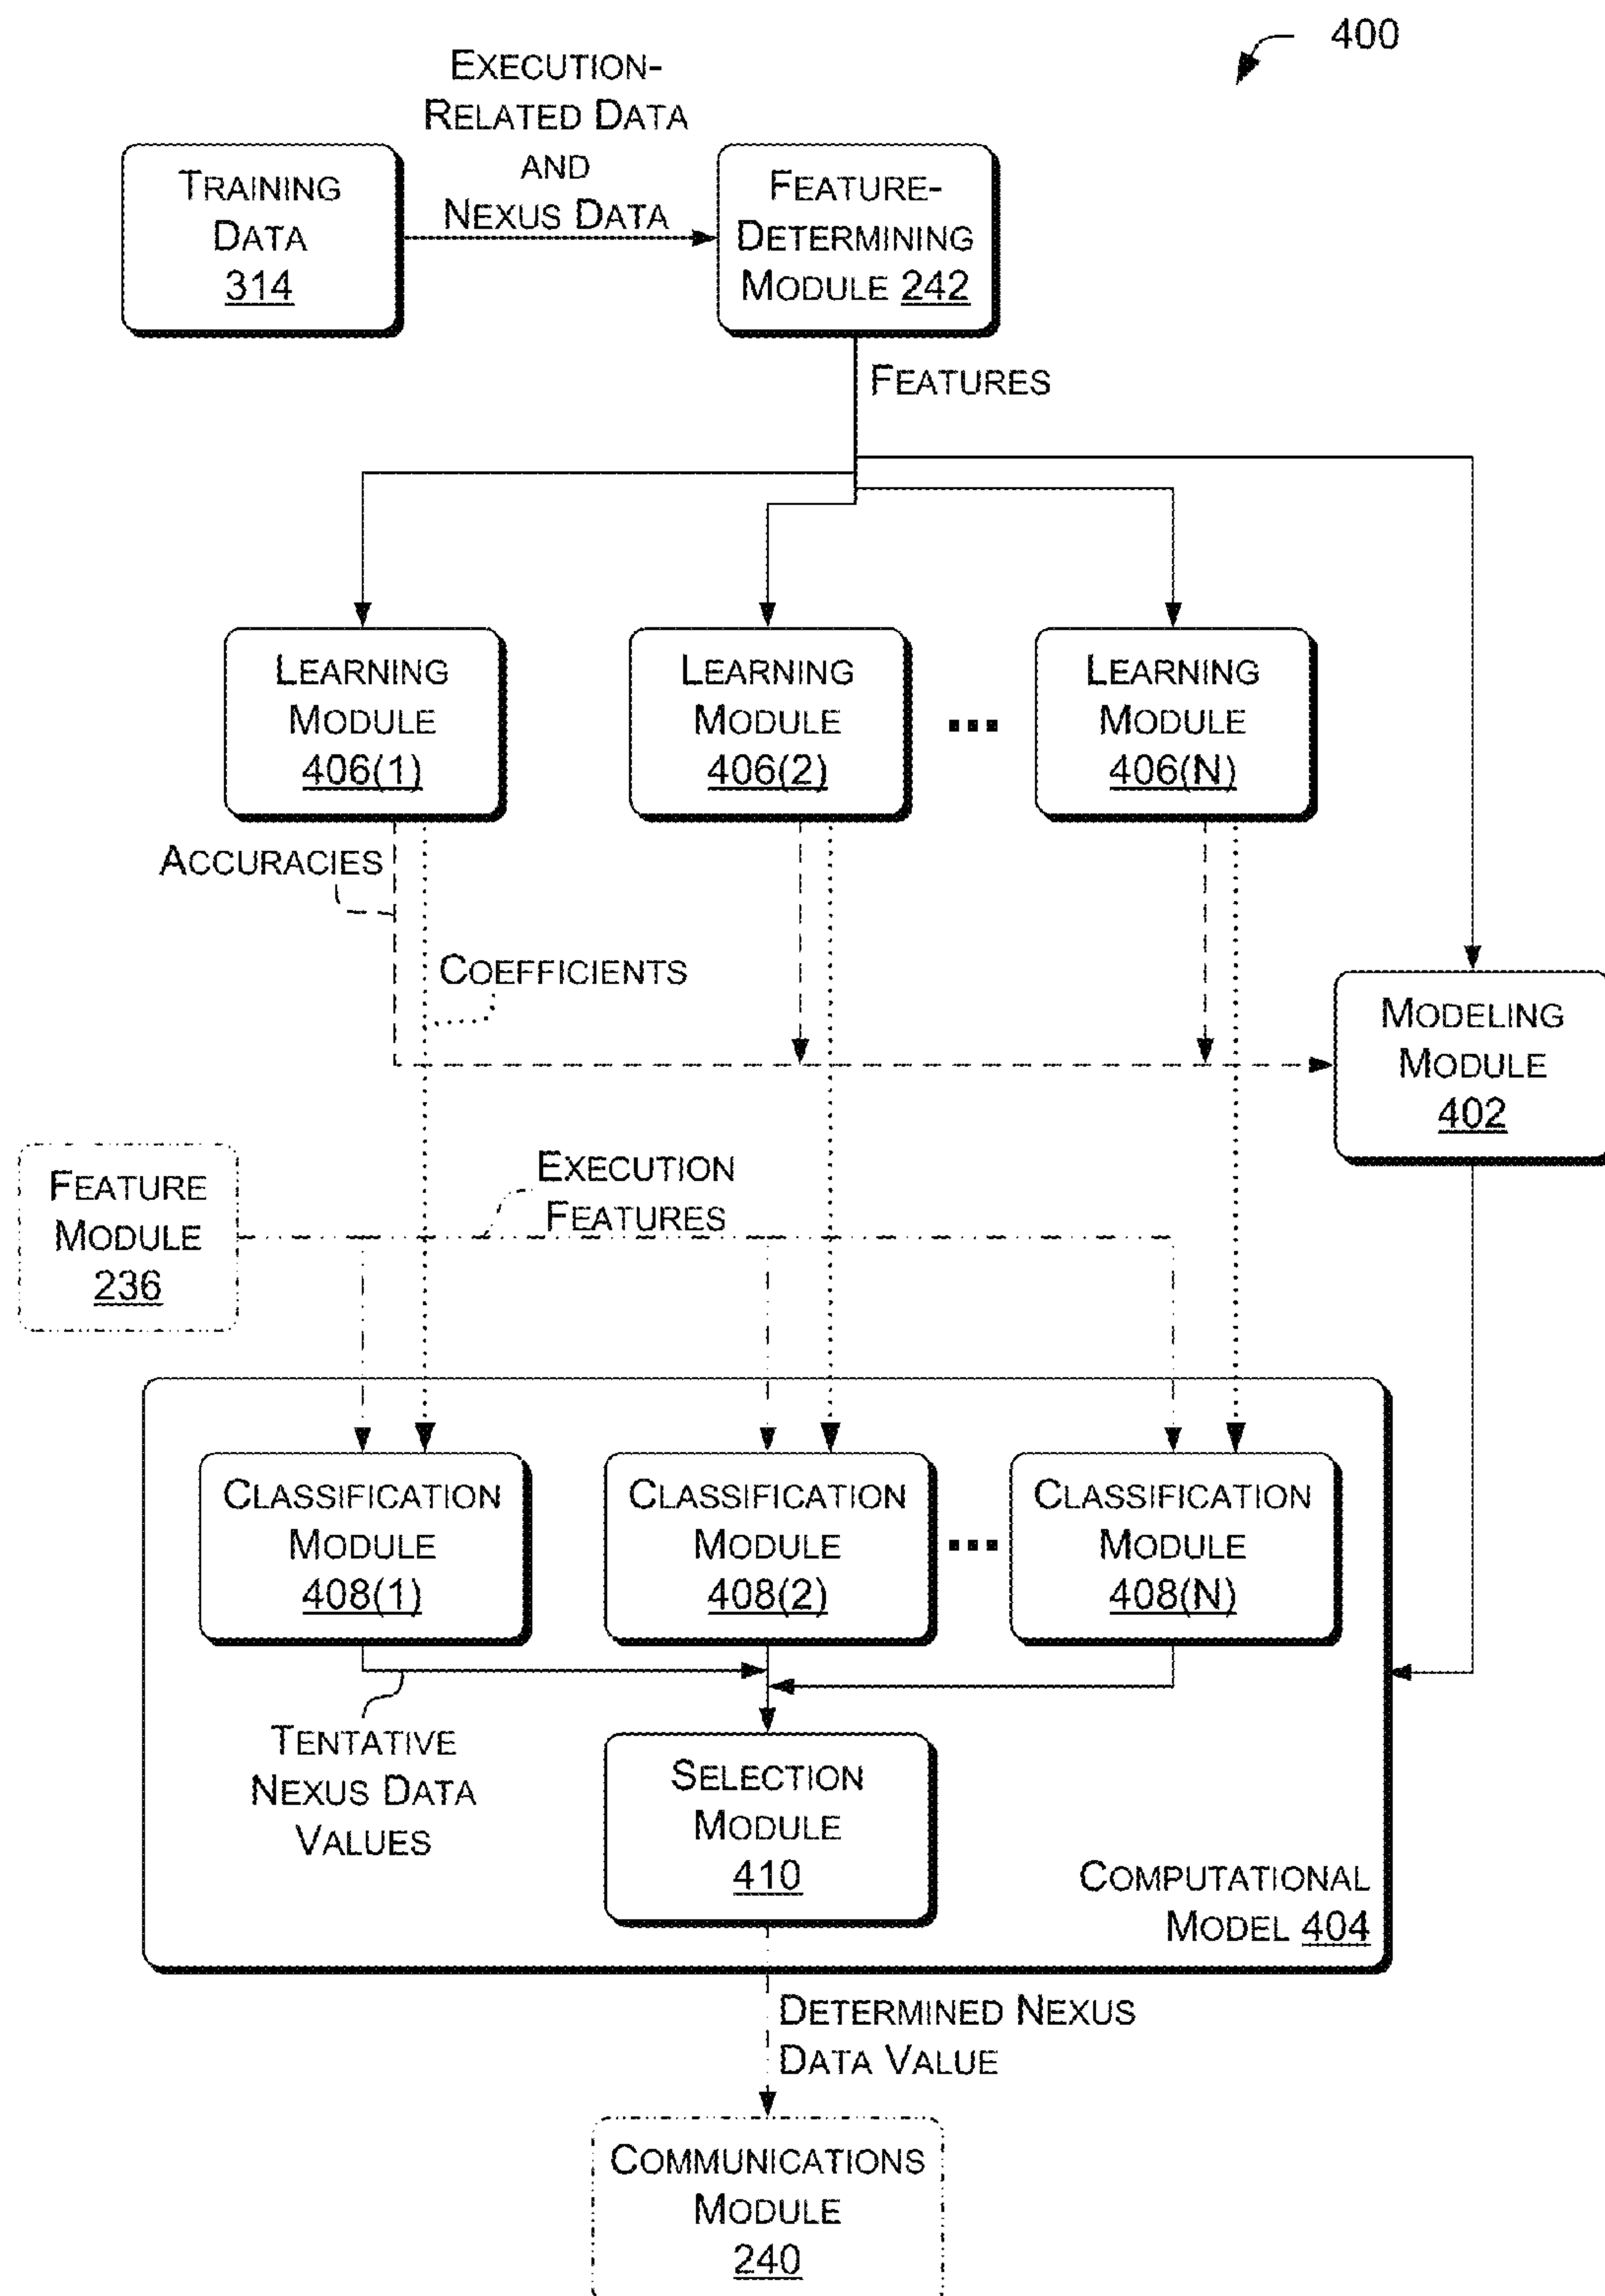 400
EXECUTION-
RELATED DATA
AND
NEXUS DATA
TRAINING
DATA
314
FEATURE-
DETERMINING
MODULE 242
FEATURES
LEARNING
MODULE
406(1)
LEARNING
MODULE
406(2)
...
LEARNING
MODULE
406(N)
ACCURACIES
COEFFICIENTS
MODELING
MODULE
402
FEATURE
MODULE
236
EXECUTION
FEATURES
CLASSIFICATION
MODULE
408(1)
CLASSIFICATION
MODULE
408(2)
...
CLASSIFICATION
MODULE
408(N)
TENTATIVE
NEXUS DATA
VALUES
SELECTION
MODULE
410
COMPUTATIONAL
MODEL 404
DETERMINED NEXUS
DATA VALUE
COMMUNICATIONS
MODULE
240